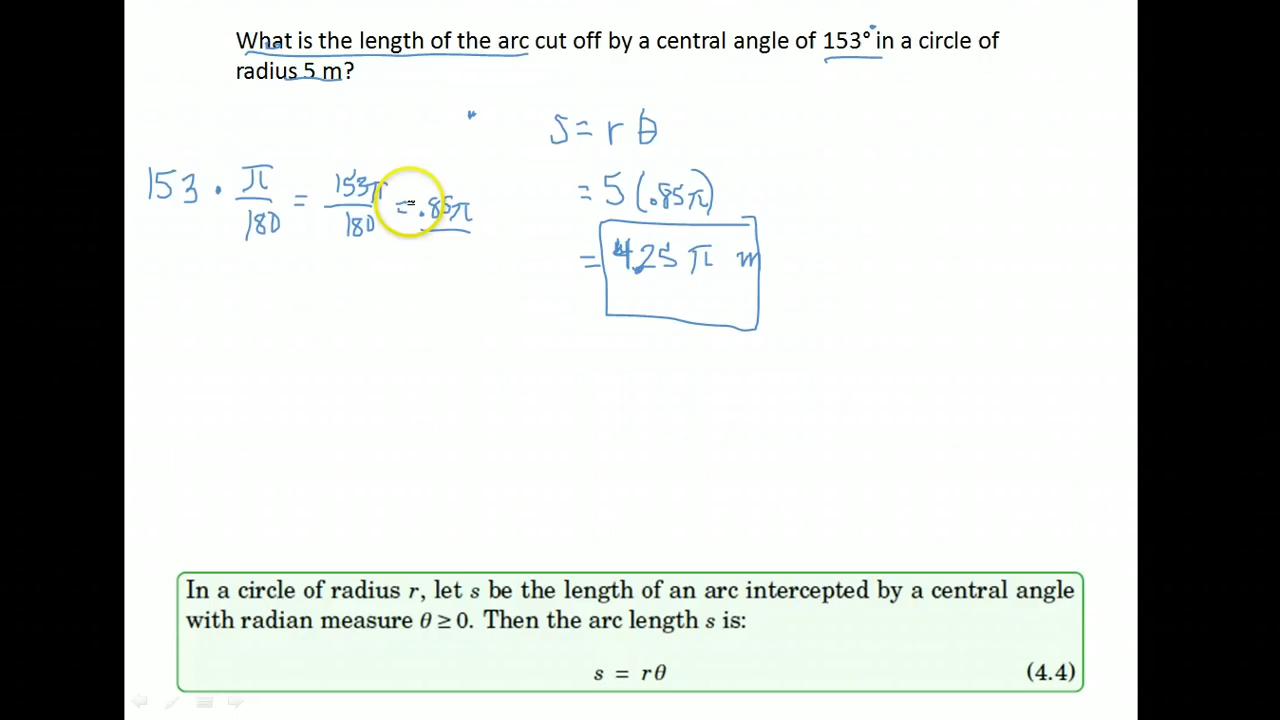 What is the length of the arc cut off by a central angle of 153° in a circle of
radius 5 m?
s = r θ
153 · π/180 = 153π/180 = .85π
= 5 (.85π)
= 4.25 π m
In a circle of radius r, let s be the length of an arc intercepted by a central angle
with radian measure θ ≥ 0. Then the arc length s is:
s = rθ (4.4)